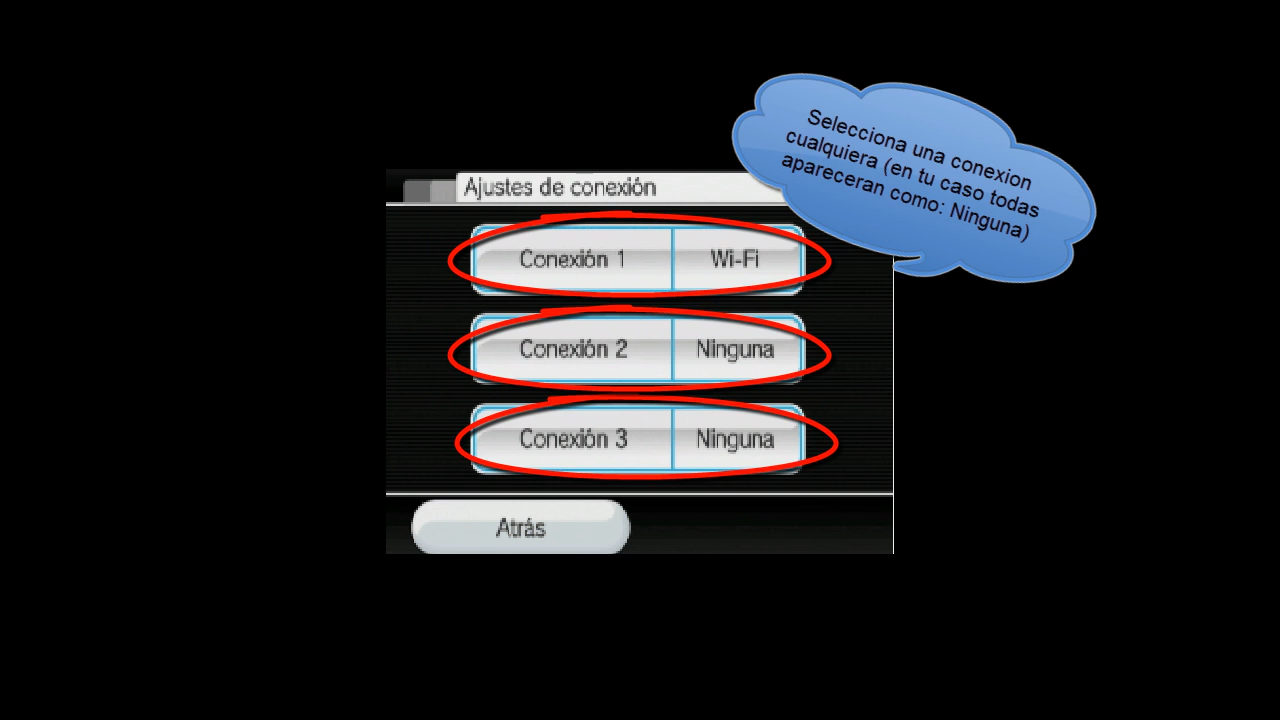 Selecciona una conexion
cualquiera (en tu caso todas
apareceran como: Ninguna)
Ajustes de conexión
Conexión 1 Wi-Fi
Conexión 2 Ninguna
Conexión 3 Ninguna
Atrás